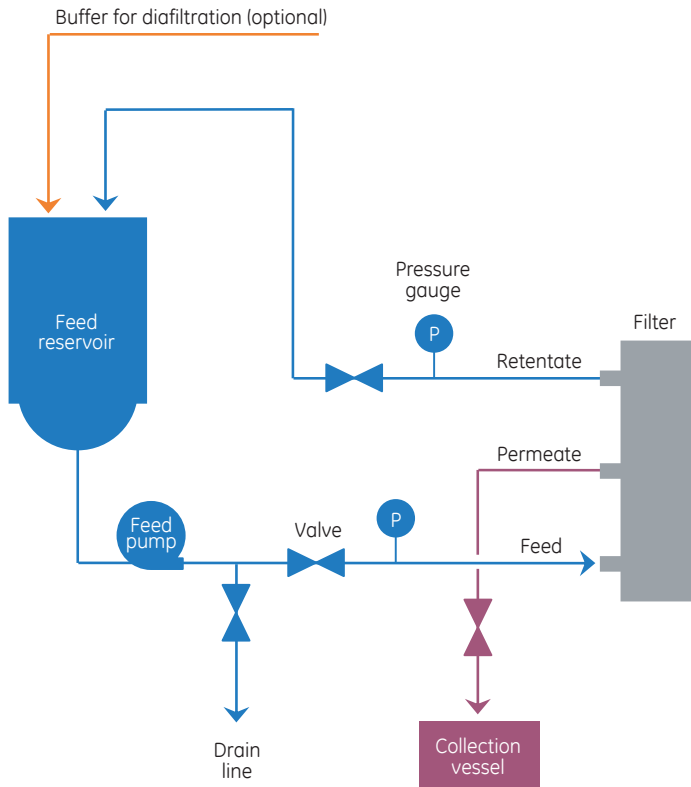 Buffer for diafiltration (optional)
Pressure
gauge
Filter
Feed
reservoir
P
Retentate
Permeate
P
Feed
pump
Valve
Feed
Drain
line
Collection
vessel